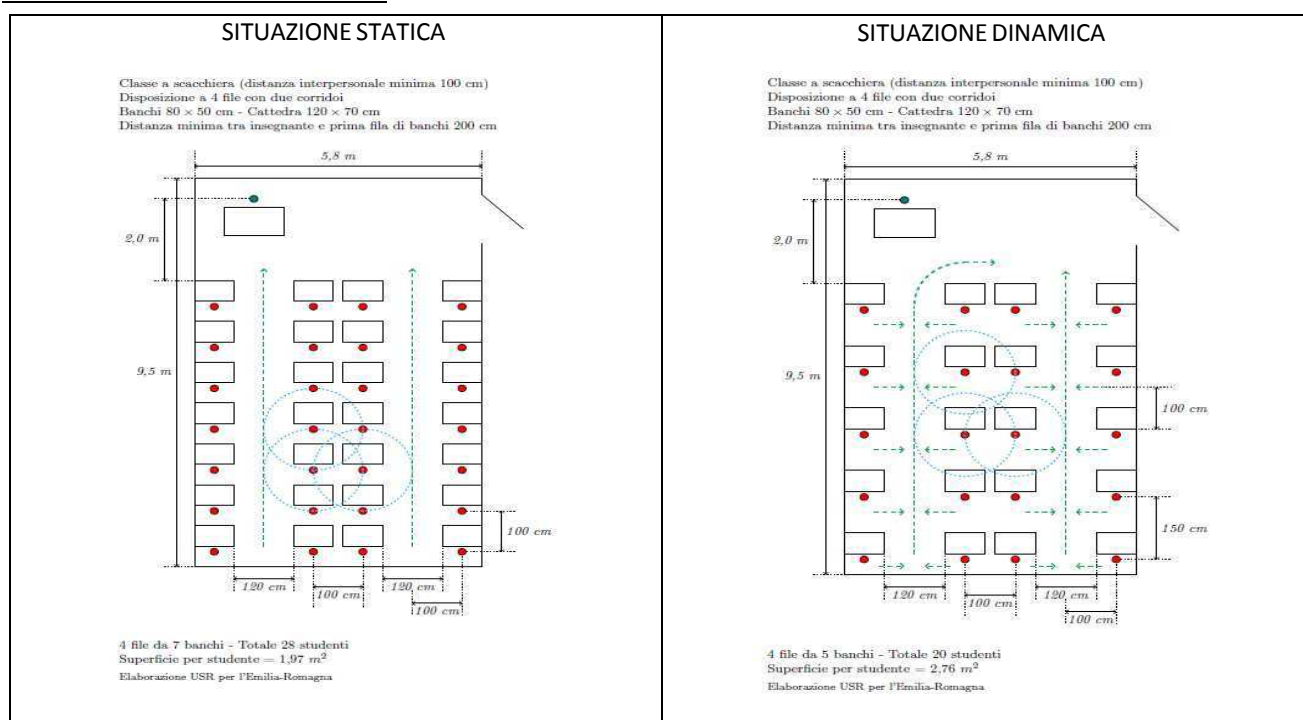 SITUAZIONE STATICA
Classe a scacchiera (distanza interpersonale minima 100 cm)
Disposizione a 4 file con due corridoi
Banchi 80 × 50 cm - Cattedra 120 × 70 cm
Distanza minima tra insegnante e prima fila di banchi 200 cm
5,8 m
2,0 m
9,5 m
100 cm
120 cm
120 cm
100 cm
100 cm
4 file da 7 banchi - Totale 28 studenti
Superficie per studente = 1,97 m²
Elaborazione USR per l'Emilia-Romagna
SITUAZIONE DINAMICA
Classe a scacchiera (distanza interpersonale minima 100 cm)
Disposizione a 4 file con due corridoi
Banchi 80 × 50 cm - Cattedra 120 × 70 cm
Distanza minima tra insegnante e prima fila di banchi 200 cm
5,8 m
2,0 m
9,5 m
100 cm
150 cm
120 cm
120 cm
100 cm
100 cm
4 file da 5 banchi - Totale 20 studenti
Superficie per studente = 2,76 m²
Elaborazione USR per l'Emilia-Romagna